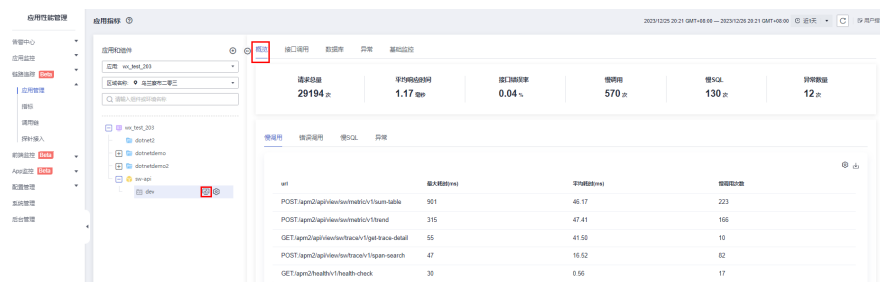 应用性能管理
应用指标
2023/12/25 20:21 GMT+08:00 — 2023/12/26 20:21 GMT+08:00 近1天
用户组
告警中心
应用监控
链路追踪 Beta
应用管理
指标
调用链
探针接入
前端监控 Beta
App监控 Beta
配置管理
系统管理
后台管理
应用和组件
应用 wx_test_203
区域名称: 乌兰察布二零三
请输入组件或环境名称
wx_test_203
dotnet2
dotnetdemo
dotnetdemo2
sw-api
dev
概览 接口调用 数据库 异常 基础监控
请求总量 平均响应时间 接口错误率 慢调用 慢SQL 异常数量
29194 次 1.17 毫秒 0.04 % 570 次 130 次 12 次
慢调用 错误调用 慢SQL 异常
url 最大耗时(ms) 平均耗时(ms) 慢调用次数
POST:/apm2/api/view/sw/metric/v1/sum-table 901 46.17 223
POST:/apm2/api/view/sw/metric/v1/trend 315 47.41 166
GET:/apm2/api/view/sw/trace/v1/get-trace-detail 55 41.50 10
POST:/apm2/api/view/sw/trace/v1/span-search 47 16.52 82
GET:/apm2/health/v1/health-check 30 0.56 17